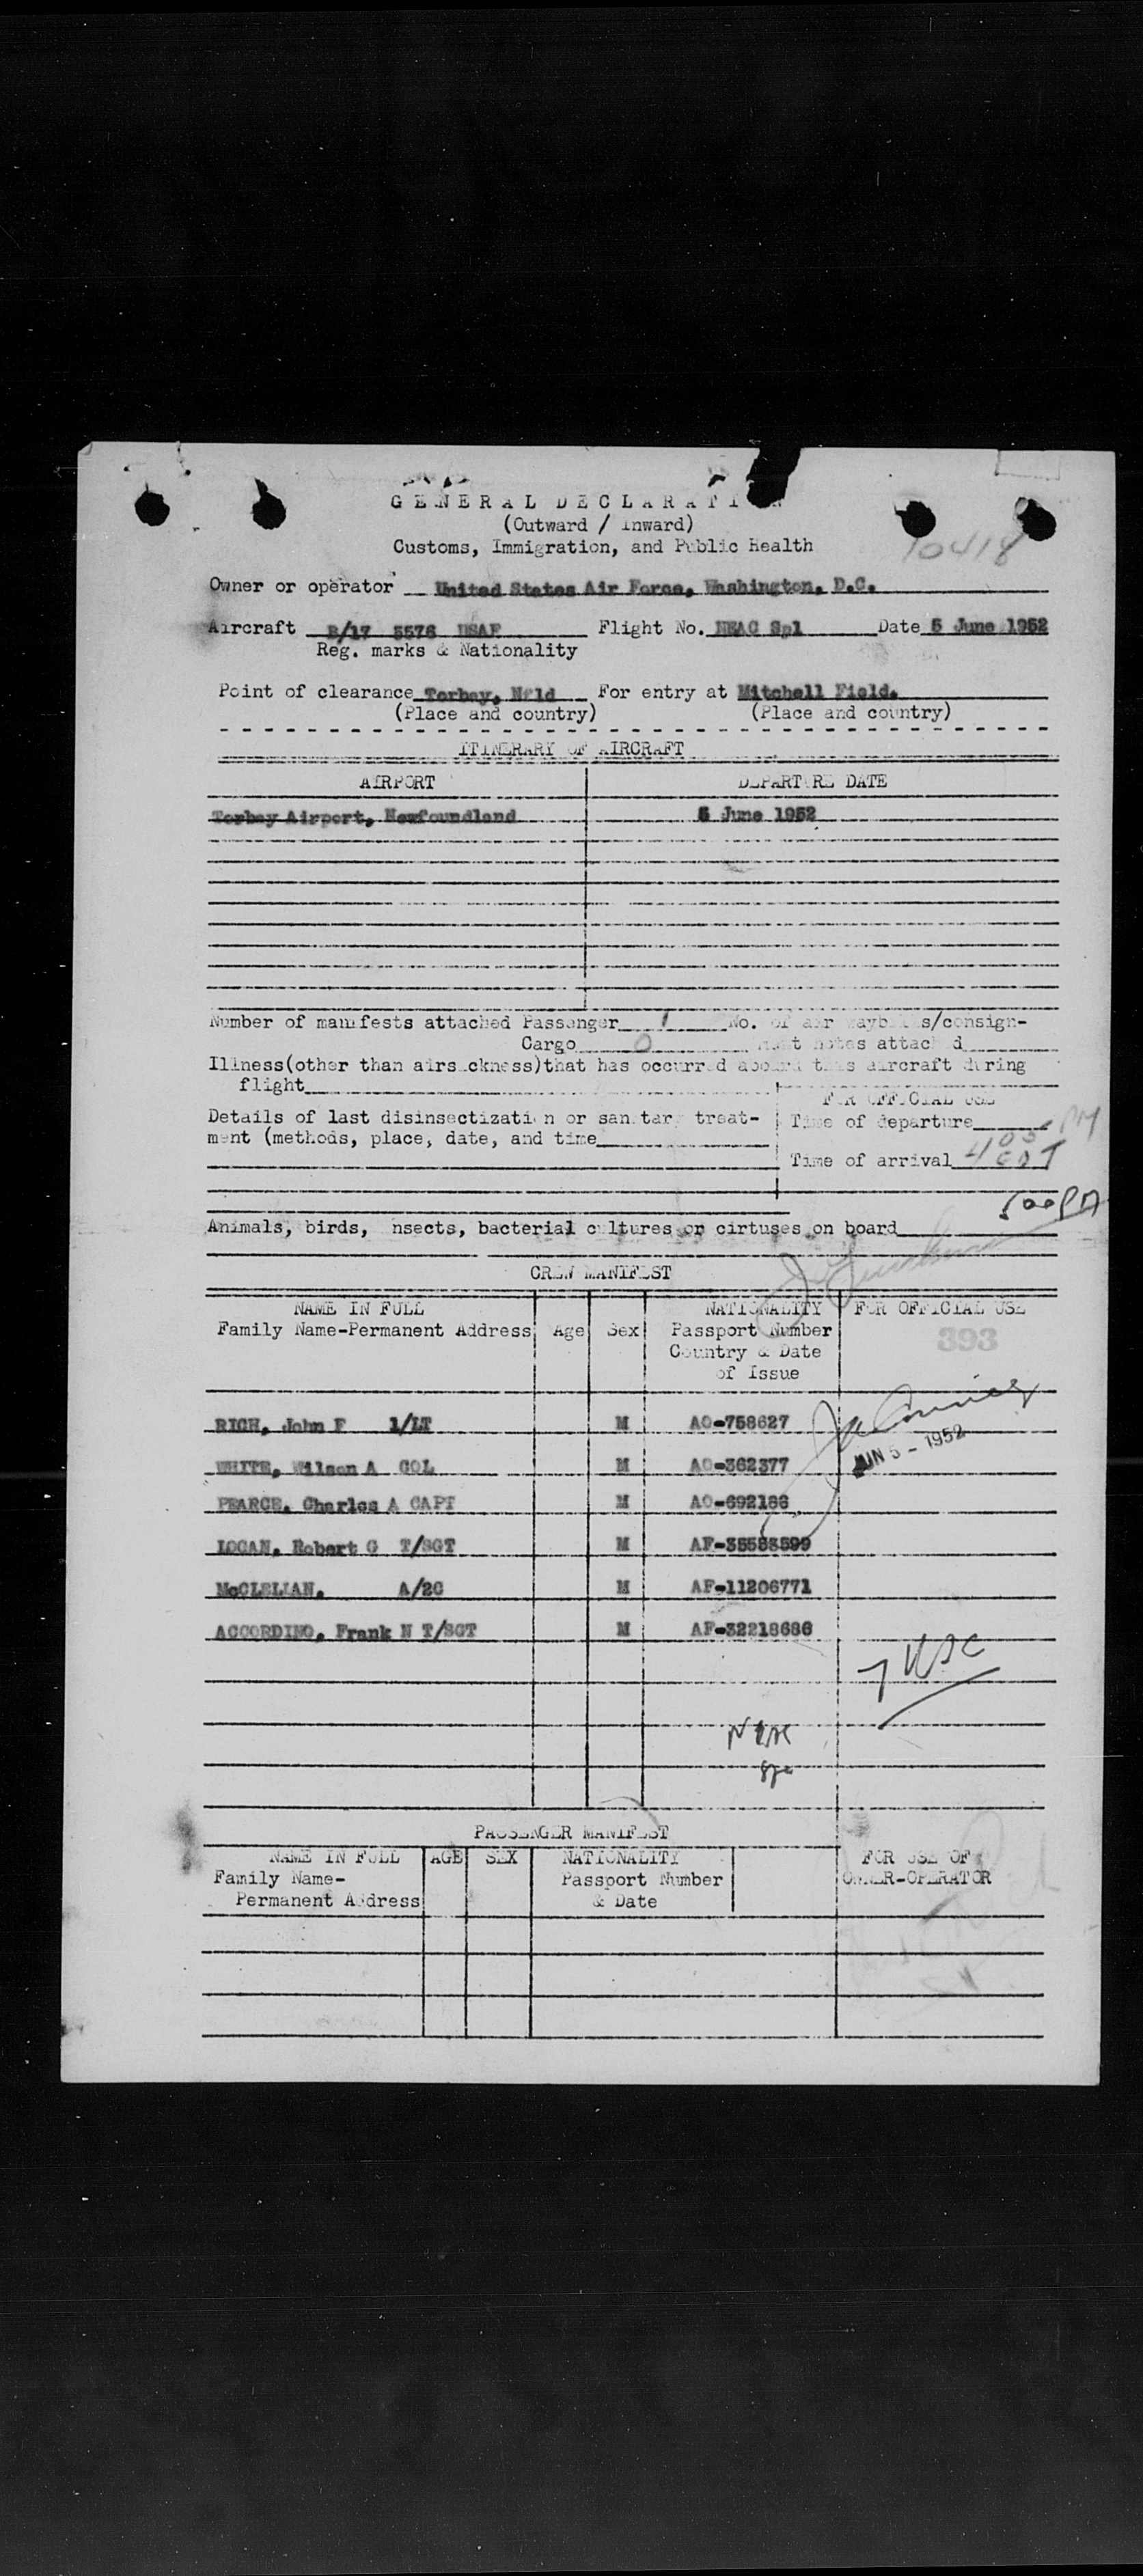 GENERAL DECLARATION
(Outward / Inward)
Customs, Immigration, and Public Health
10418
Owner or operator United States Air Force, Washington, D.C.
Aircraft B/17 5576 USAF Flight No. NEAC Spl Date 5 June 1952
Reg. marks & Nationality
Point of clearance Torbay, Nfld For entry at Mitchell Field.
(Place and country) (Place and country)
ITINERARY OF AIRCRAFT
AIRPORT DEPARTURE DATE
Torbay Airport, Newfoundland 5 June 1952
Number of manifests attached Passenger 1 No. of air waybills/consign-
Cargo 0 ment notes attached
Illness(other than airsickness)that has occurred aboard this aircraft during
flight
FOR OFFICIAL USE
Details of last disinsectization or sanitary treat- Time of departure
ment (methods, place, date, and time
Time of arrival 405 PM
EDT
500PM
Animals, birds, insects, bacterial cultures or cirtuses on board
CREW MANIFEST
NAME IN FULL NATIONALITY FOR OFFICIAL USE
Family Name-Permanent Address Age Sex Passport Number 393
Country & Date
of Issue
RICH, John F 1/LT M AO-758627
JUN 5 - 1952
WHITE, Wilson A COL M AO-362377
PEARCE, Charles A CAPT M AO-692186
LOGAN, Robert G T/SGT M AF-35583599
McCLELIAN, A/2C M AF-11206771
ACCORDINO, Frank N T/SGT M AF-32218686
7 USC
PASSENGER MANIFEST
NAME IN FULL AGE SEX NATIONALITY FOR USE OF
Family Name- Passport Number OWNER-OPERATOR
Permanent Address & Date